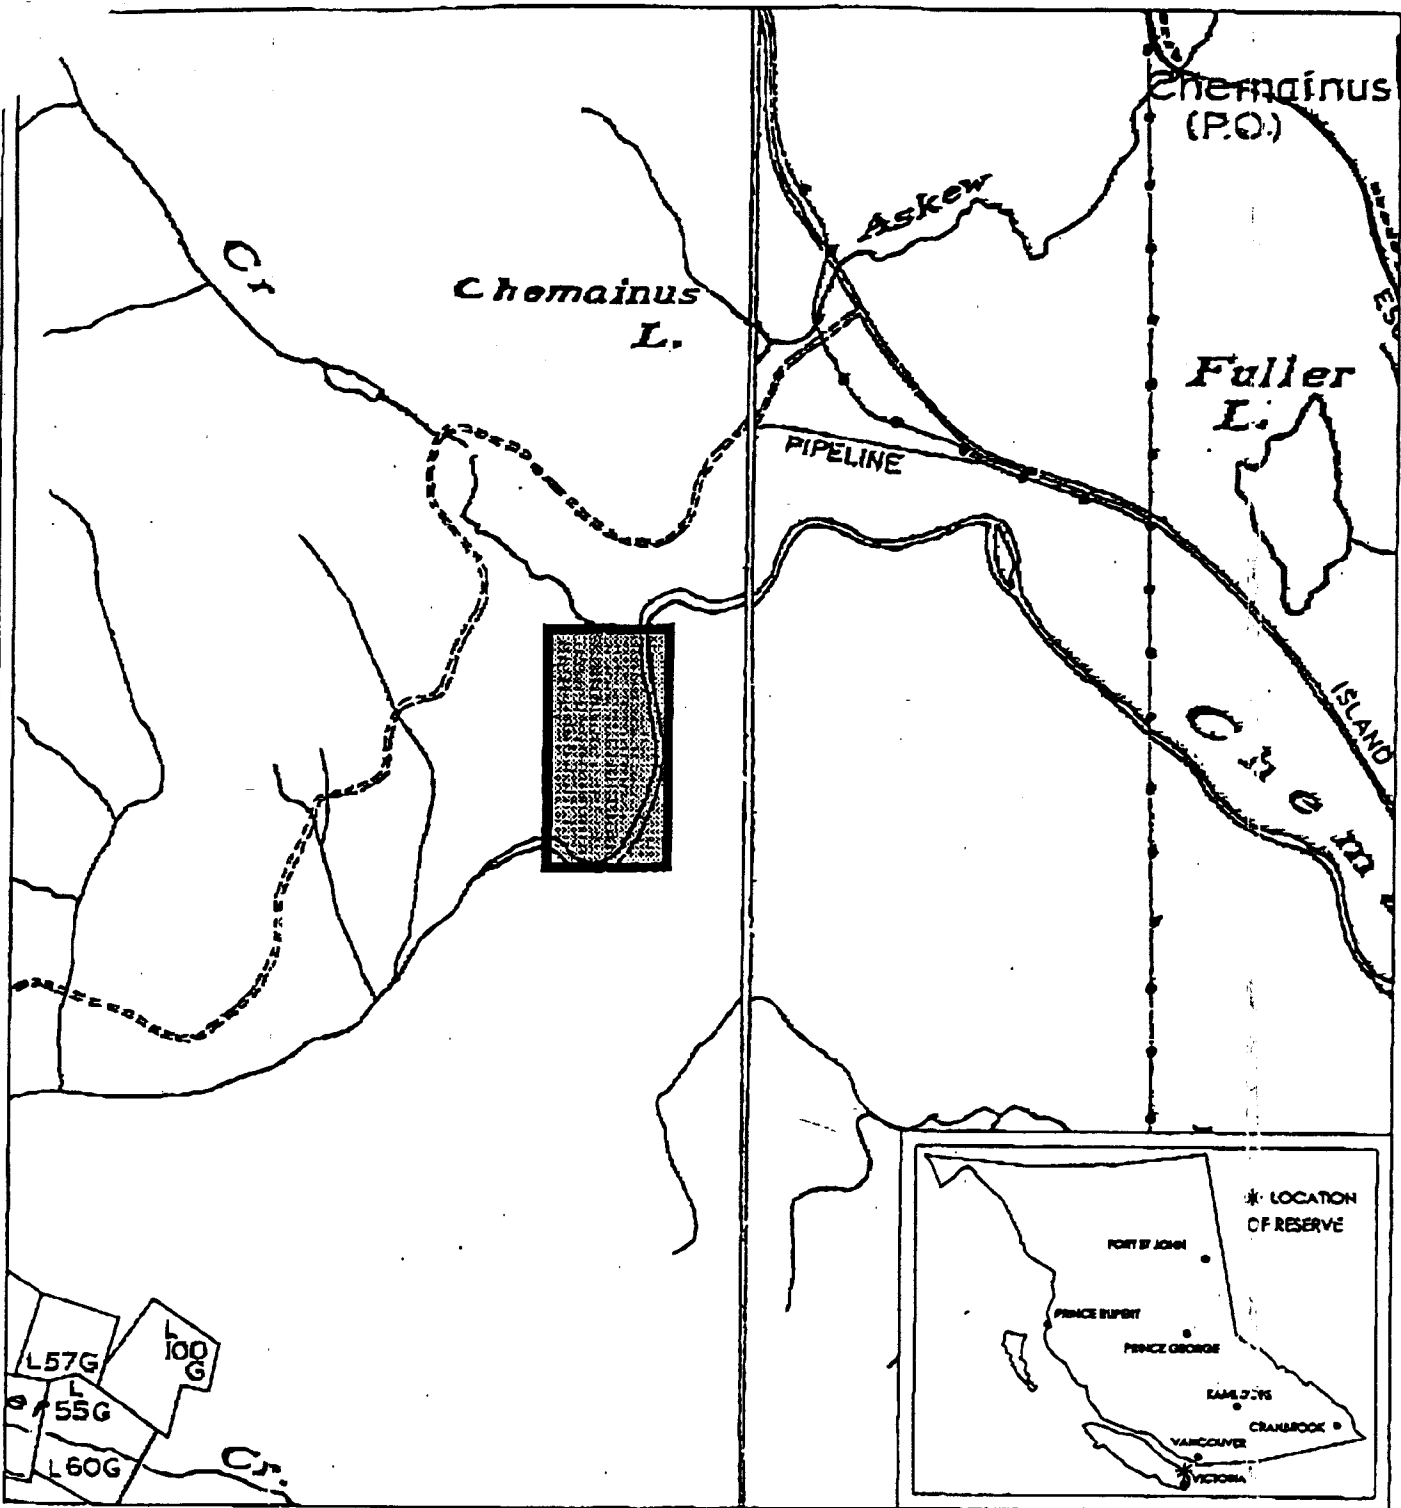 Chemainus
(P.O.)
Askew
Cr
Chemainus
L.
Fuller
L.
PIPELINE
ISLAND
Chem
LOCATION
OF RESERVE
FORT ST JOHN
PRINCE RUPERT
PRINCE GEORGE
KAMLOOPS
CRANBROOK
VANCOUVER
VICTORIA
L57G
L
100
G
L
55G
L60G
Cr.